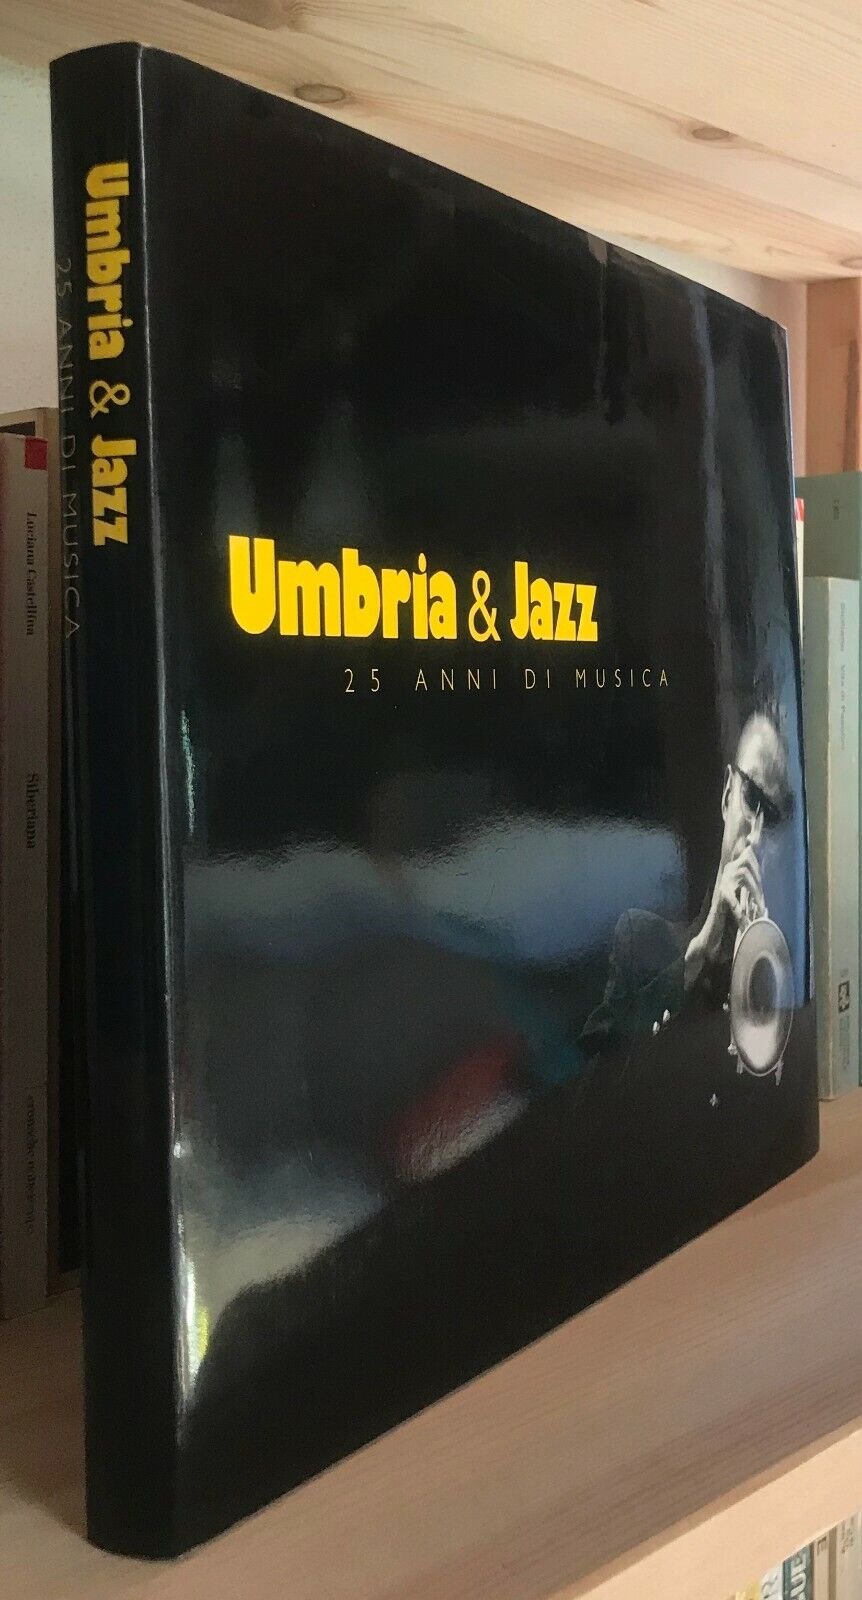 Umbria & Jazz
25 ANNI DI MUSICA
Umbria & Jazz
25 ANNI DI MUSICA
Luciana Castellina
Siberiana